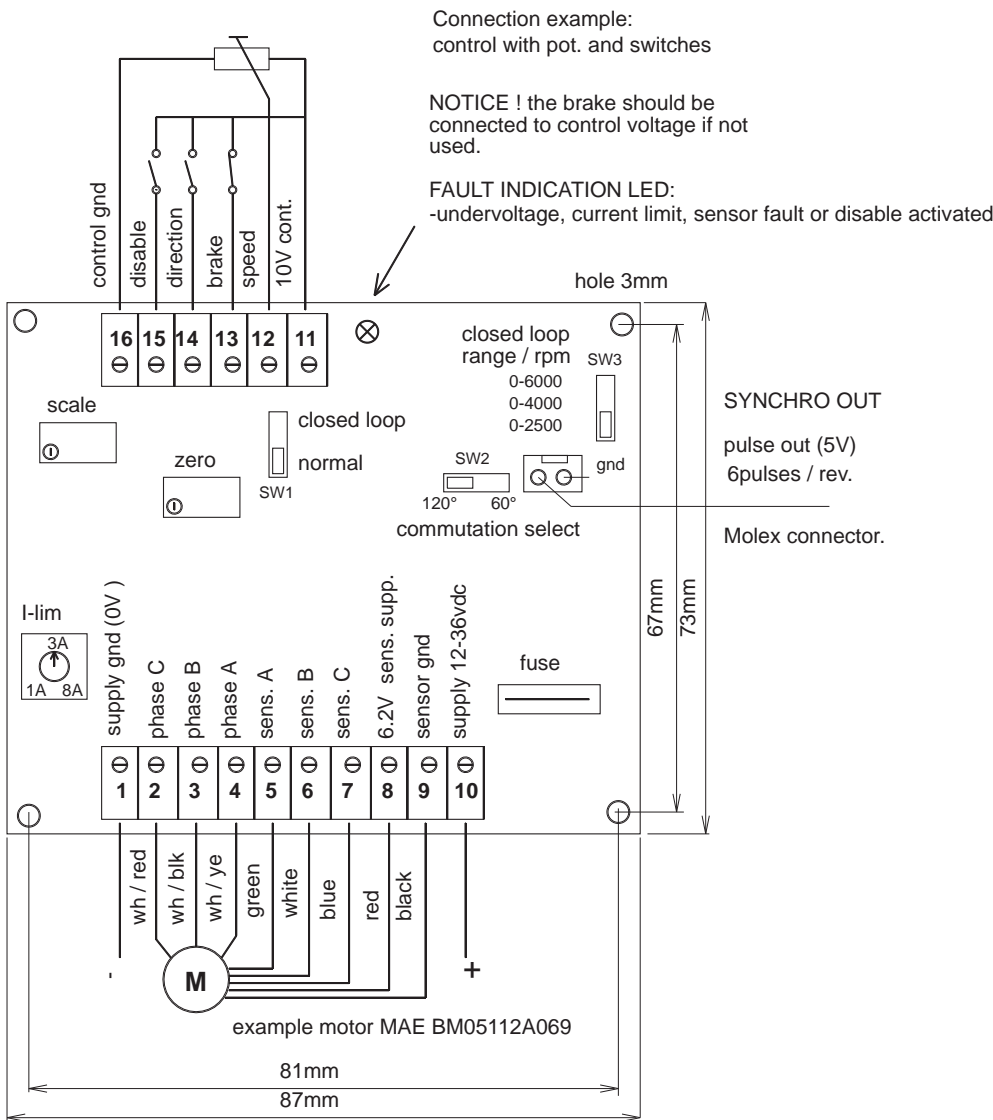 Connection example:
control with pot. and switches
NOTICE ! the brake should be
connected to control voltage if not
used.
FAULT INDICATION LED:
-undervoltage, current limit, sensor fault or disable activated
control gnd
disable
direction
brake
speed
10V cont.
hole 3mm
16 15 14 13 12 11
closed loop
range / rpm
SW3
0-6000
0-4000
0-2500
scale
closed loop
normal
SW1
zero
SW2
120° 60°
commutation select
gnd
SYNCHRO OUT
pulse out (5V)
6pulses / rev.
Molex connector.
67mm
73mm
I-lim
3A
1A 8A
supply gnd (0V )
phase C
phase B
phase A
sens. A
sens. B
sens. C
6.2V sens. supp.
sensor gnd
supply 12-36vdc
fuse
1 2 3 4 5 6 7 8 9 10
wh / red
wh / blk
wh / ye
green
white
blue
red
black
-
M
+
example motor MAE BM05112A069
81mm
87mm